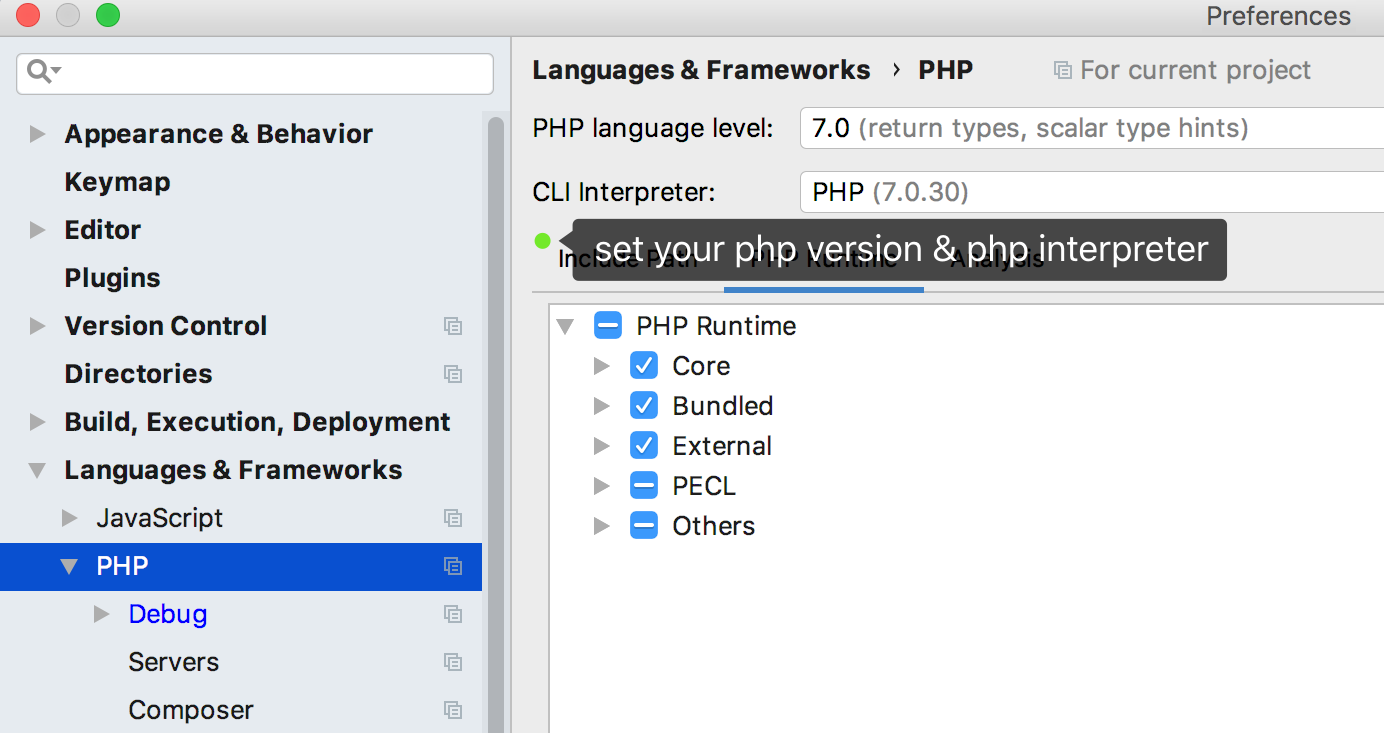 Preferences
Appearance & Behavior
Keymap
Editor
Plugins
Version Control
Directories
Build, Execution, Deployment
Languages & Frameworks
JavaScript
PHP
Debug
Servers
Composer
Languages & Frameworks › PHP
For current project
PHP language level: 7.0 (return types, scalar type hints)
CLI Interpreter: PHP (7.0.30)
set your php version & php interpreter
Include Path PHP Runtime Analysis
PHP Runtime
Core
Bundled
External
PECL
Others